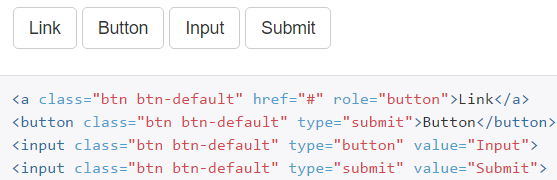 Link Button Input Submit
<a class="btn btn-default" href="#" role="button">Link</a>
<button class="btn btn-default" type="submit">Button</button>
<input class="btn btn-default" type="button" value="Input">
<input class="btn btn-default" type="submit" value="Submit">